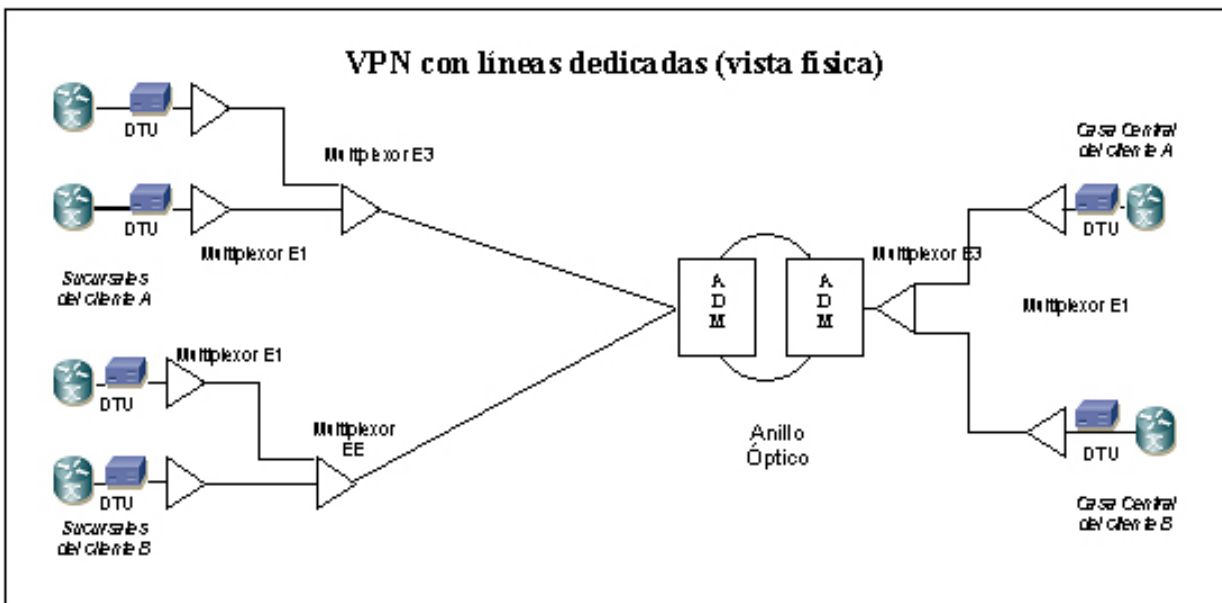 VPN con líneas dedicadas (vista física)
DTU
Multiplexor E3
DTU
Multiplexor E1
Sucursales
del cliente A
Multiplexor E1
DTU
Multiplexor
EE
DTU
Sucursales
del cliente B
A
D
M
A
D
M
Anillo
Óptico
Casa Central
del cliente A
DTU
Multiplexor E3
Multiplexor E1
DTU
Casa Central
del cliente B